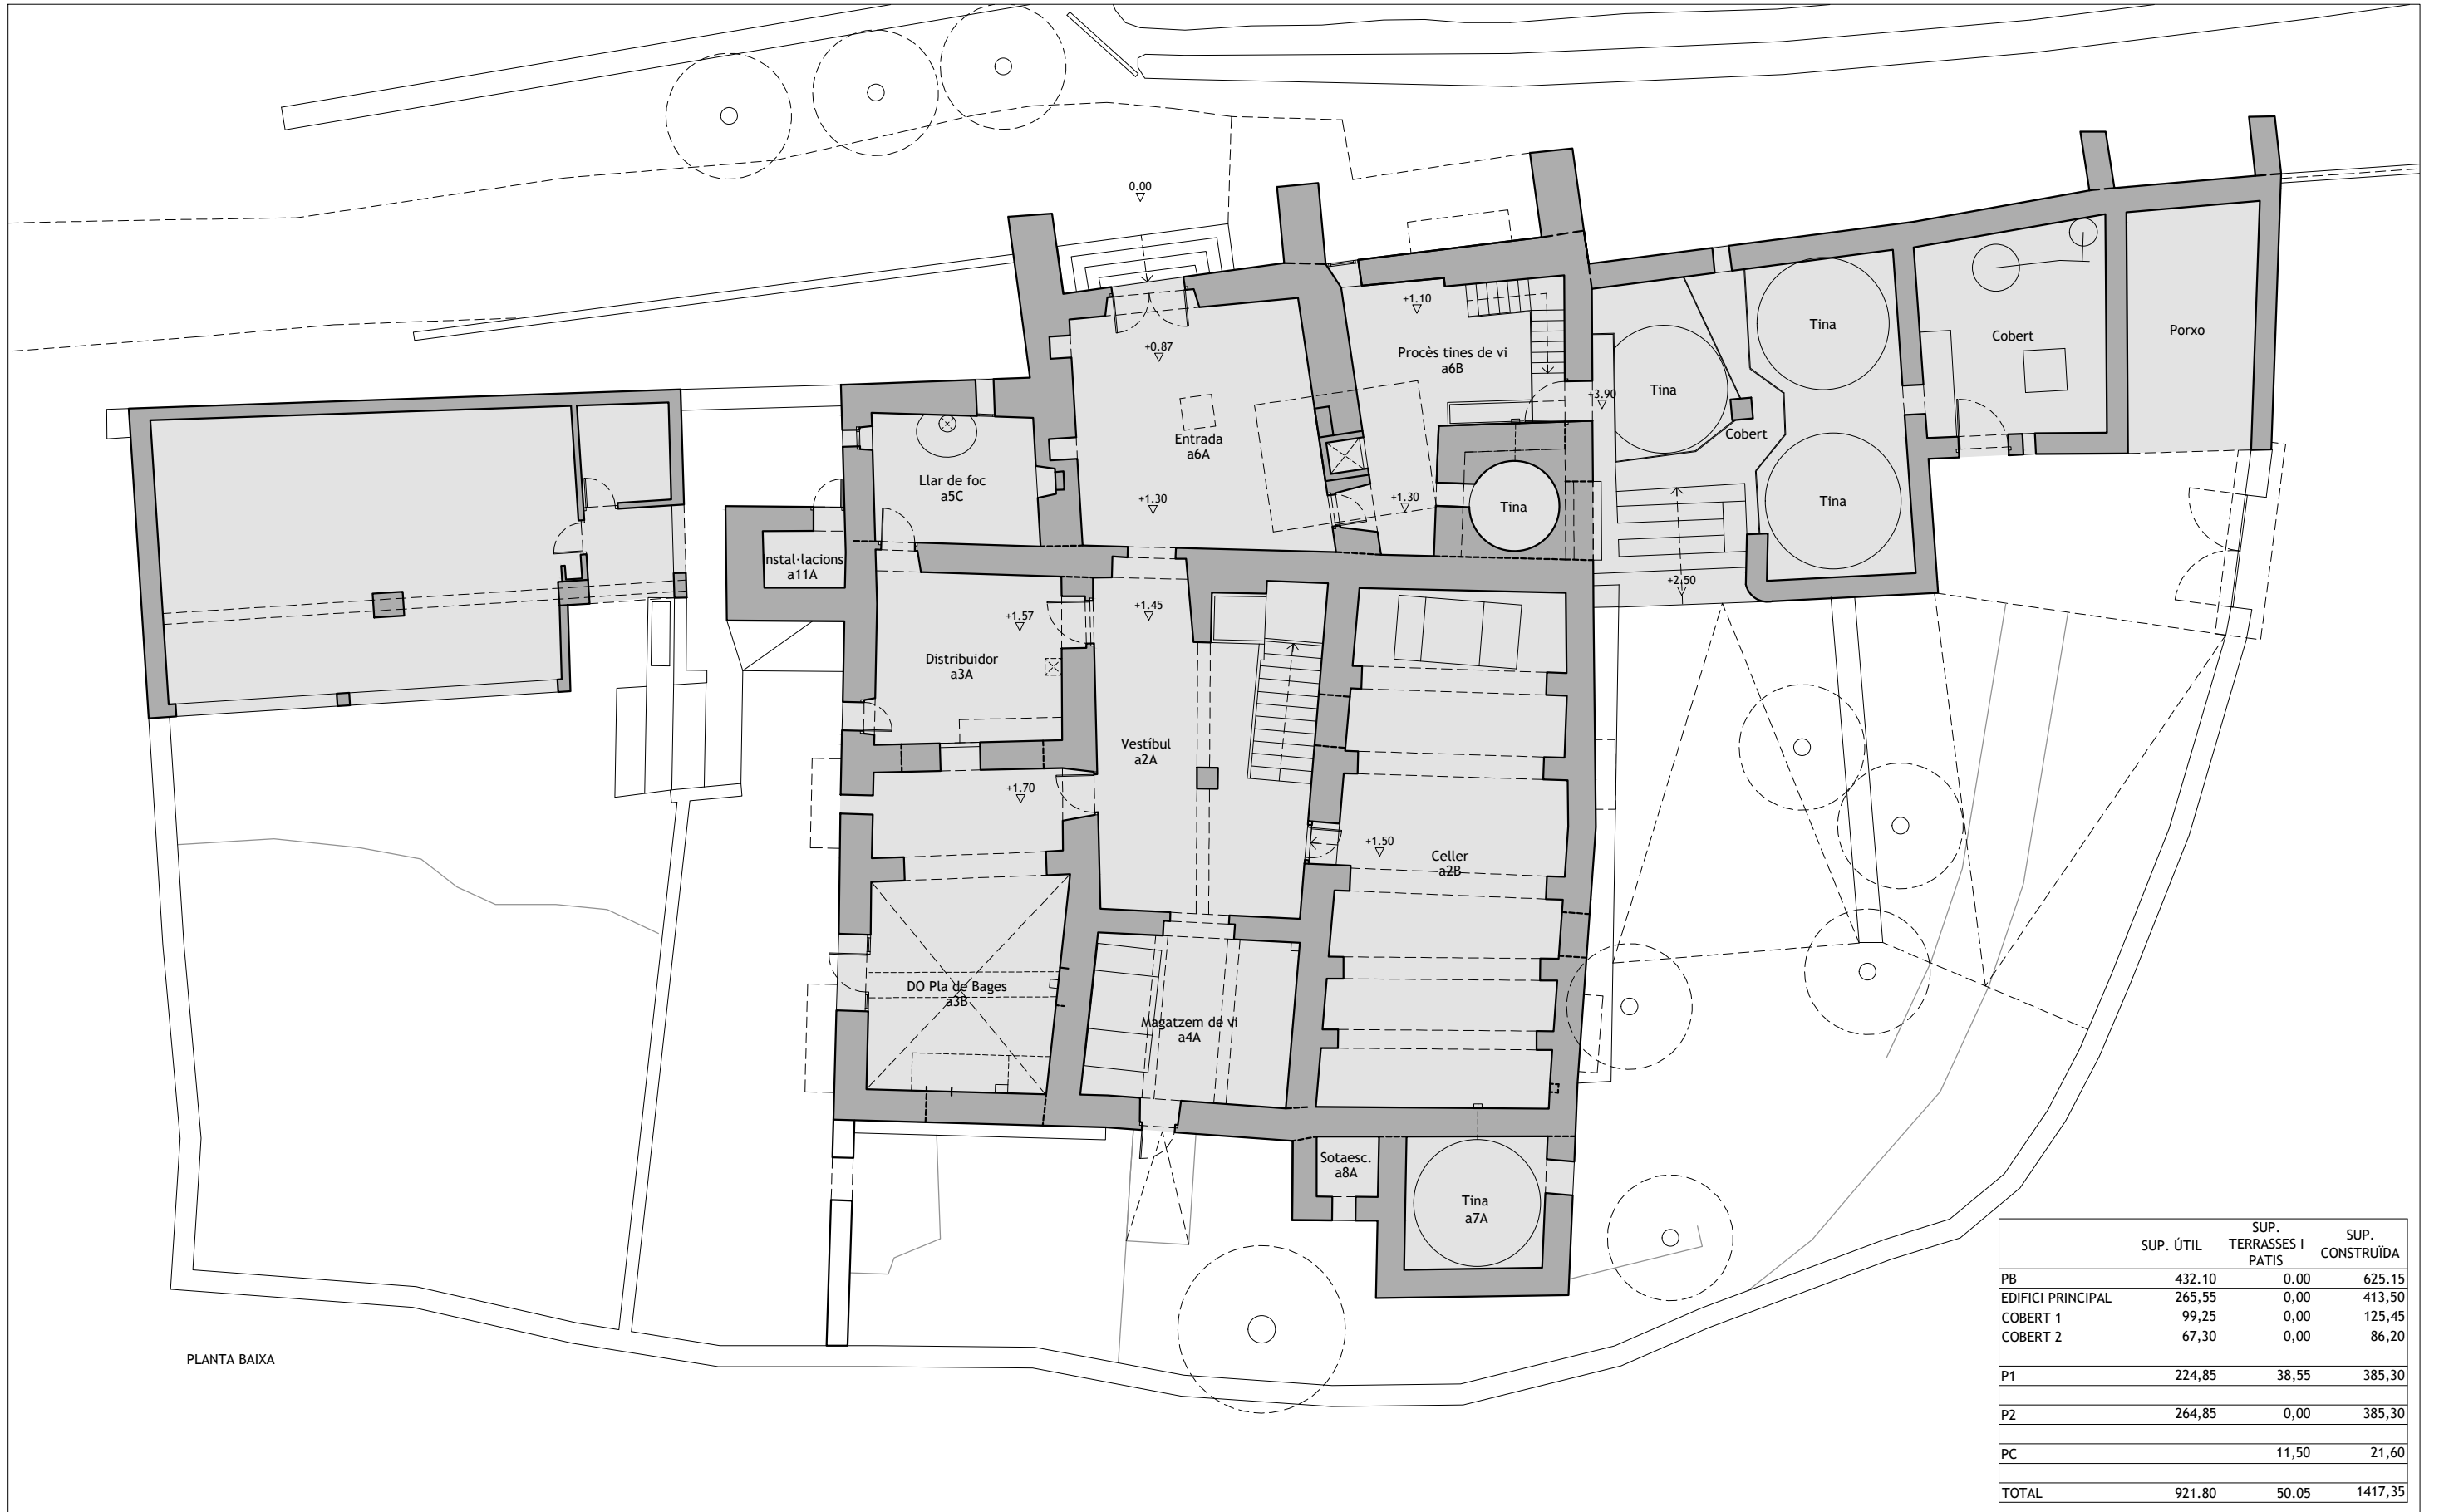 0.00
+1.10
+0.87
Procès tines de vi
a6B
Tina
Tina
Tina
Tina
Cobert
Cobert
Porxo
+3.90
Entrada
a6A
+1.30
+1.30
Tina
Llar de foc
a5C
nstal·lacions
a11A
+2.50
+1.57
+1.45
Distribuidor
a3A
Vestíbul
a2A
+1.70
+1.50
Celler
a2B
DO Pla de Bages
a3B
Magatzem de vi
a4A
Sotaesc.
a8A
Tina
a7A
PLANTA BAIXA
SUP. ÚTIL SUP. TERRASSES I PATIS SUP. CONSTRUÏDA
PB 432.10 0.00 625.15
EDIFICI PRINCIPAL 265,55 0,00 413,50
COBERT 1 99,25 0,00 125,45
COBERT 2 67,30 0,00 86,20
P1 224,85 38,55 385,30
P2 264,85 0,00 385,30
PC 11,50 21,60
TOTAL 921.80 50.05 1417,35